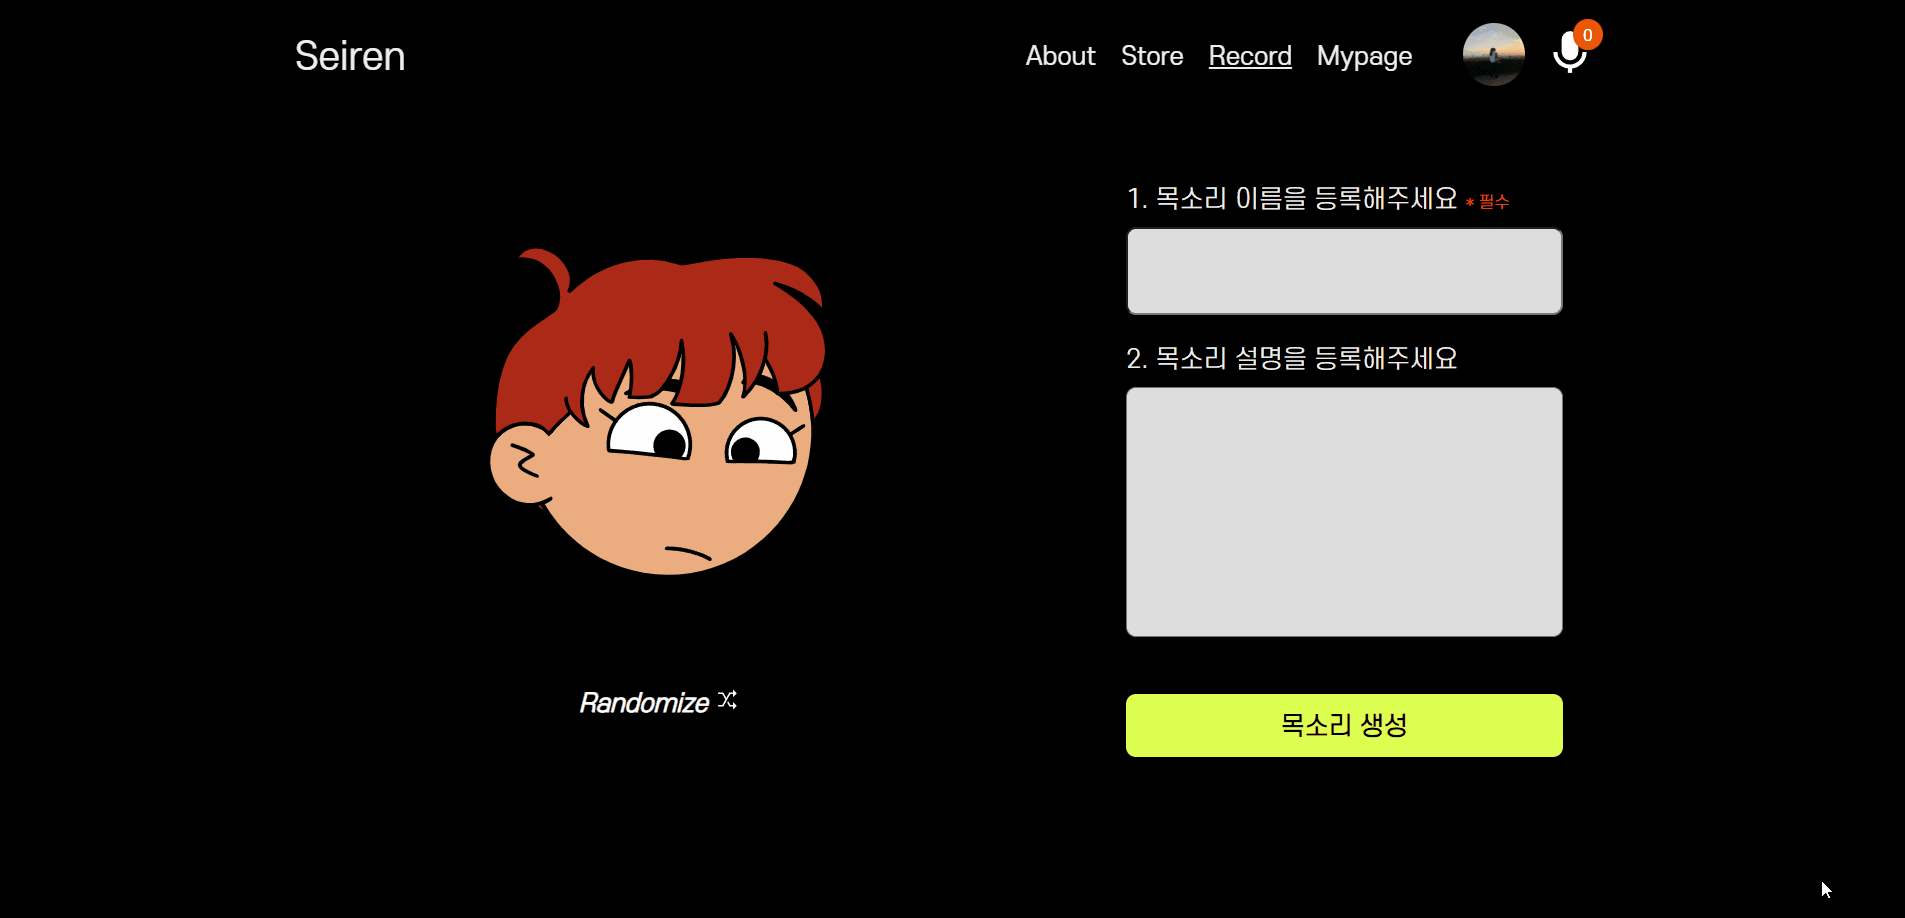 Seiren
About Store Record Mypage
0
1. 목소리 이름을 등록해주세요 * 필수
2. 목소리 설명을 등록해주세요
Randomize
목소리 생성